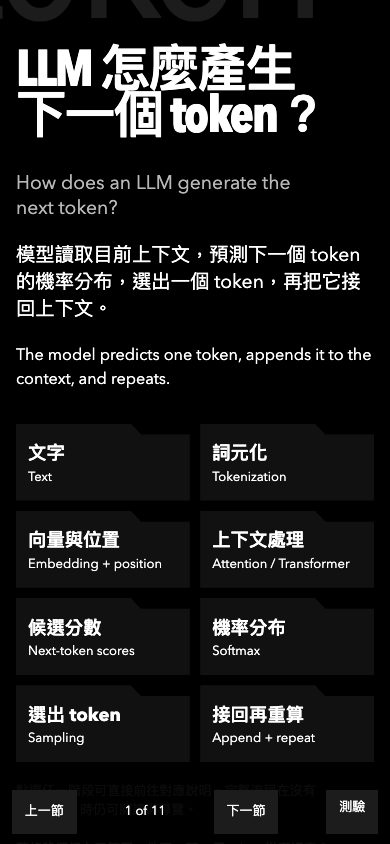 token
LLM 怎麼產生
下一個 token？
How does an LLM generate the
next token?
模型讀取目前上下文，預測下一個 token
的機率分布，選出一個 token，再把它接
回上下文。
The model predicts one token, appends it to the
context, and repeats.
文字
Text
詞元化
Tokenization
向量與位置
Embedding + position
上下文處理
Attention / Transformer
候選分數
Next-token scores
機率分布
Softmax
選出 token
Sampling
接回再重算
Append + repeat
上一節
1 of 11
下一節
測驗